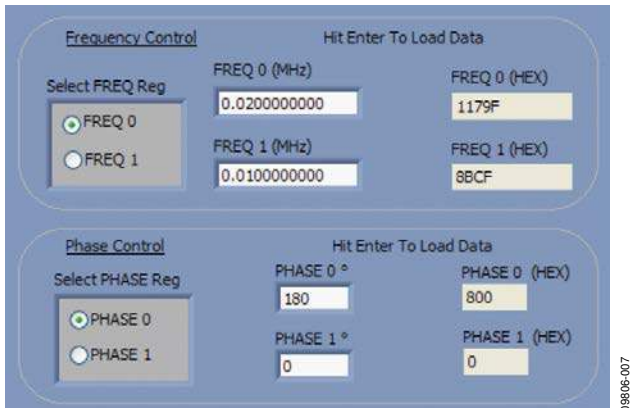 Frequency Control
Hit Enter To Load Data
Select FREQ Reg
FREQ 0
FREQ 1
FREQ 0 (MHz)
0.0200000000
FREQ 1 (MHz)
0.0100000000
FREQ 0 (HEX)
1179F
FREQ 1 (HEX)
8BCF
Phase Control
Hit Enter To Load Data
Select PHASE Reg
PHASE 0
PHASE 1
PHASE 0 °
180
PHASE 1 °
0
PHASE 0 (HEX)
800
PHASE 1 (HEX)
0
09806-007